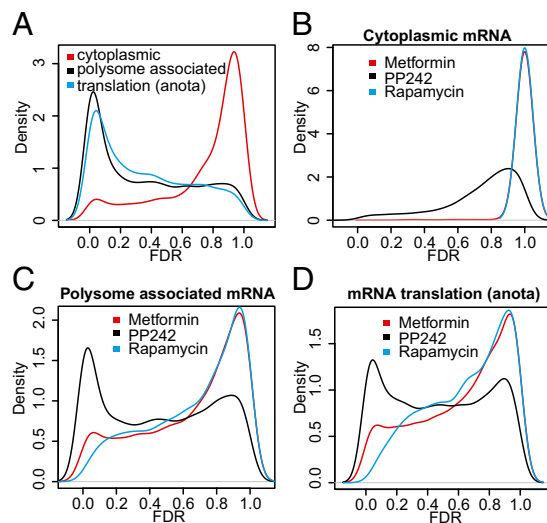 A
cytoplasmic
polysome associated
translation (anota)
Density
0 1 2 3
0.0 0.2 0.4 0.6 0.8 1.0
FDR
B
Cytoplasmic mRNA
Metformin
PP242
Rapamycin
Density
0 2 4 6 8
0.0 0.2 0.4 0.6 0.8 1.0
FDR
C
Polysome associated mRNA
Metformin
PP242
Rapamycin
Density
0.0 0.5 1.0 1.5 2.0
0.0 0.2 0.4 0.6 0.8 1.0
FDR
D
mRNA translation (anota)
Metformin
PP242
Rapamycin
Density
0.0 0.5 1.0 1.5
0.0 0.2 0.4 0.6 0.8 1.0
FDR